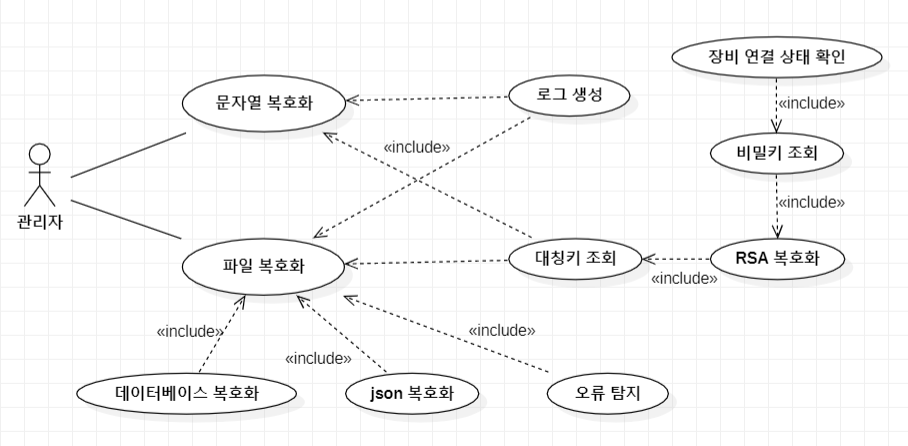 장비 연결 상태 확인
문자열 복호화
로그 생성
«include»
«include»
비밀키 조회
관리자
«include»
파일 복호화
대칭키 조회
RSA 복호화
«include»
«include»
«include»
«include»
데이터베이스 복호화
json 복호화
오류 탐지